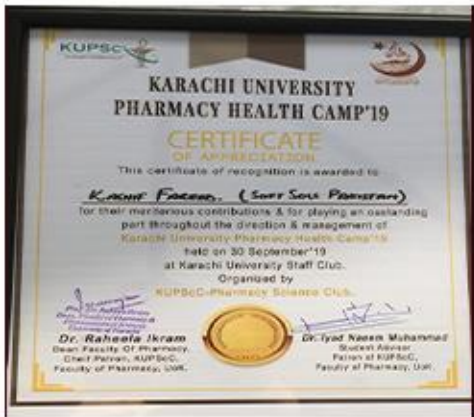 KUPSc
KARACHI UNIVERSITY
PHARMACY HEALTH CAMP'19
CERTIFICATE
OF APPRECIATION
This certificate of recognition is awarded to
KASHIF FAREED. (SOFT SOLS PAKISTAN)
for their meritorious contributions & for playing an outstanding
part throughout the direction & management of
Karachi University Pharmacy Health Camp'19
held on 30 September'19
at Karachi University Staff Club.
Organised by
KUPScC-Pharmacy Science Club.
Dr. Raheela Ikram
Dean Faculty Of Pharmacy,
Cheif Patron, KUPScC,
Faculty of Pharmacy, UoK.
Dr. Iyad Naeem Muhammad
Student Advisor
Patron of KUPScC,
Faculty of Pharmacy, UoK.